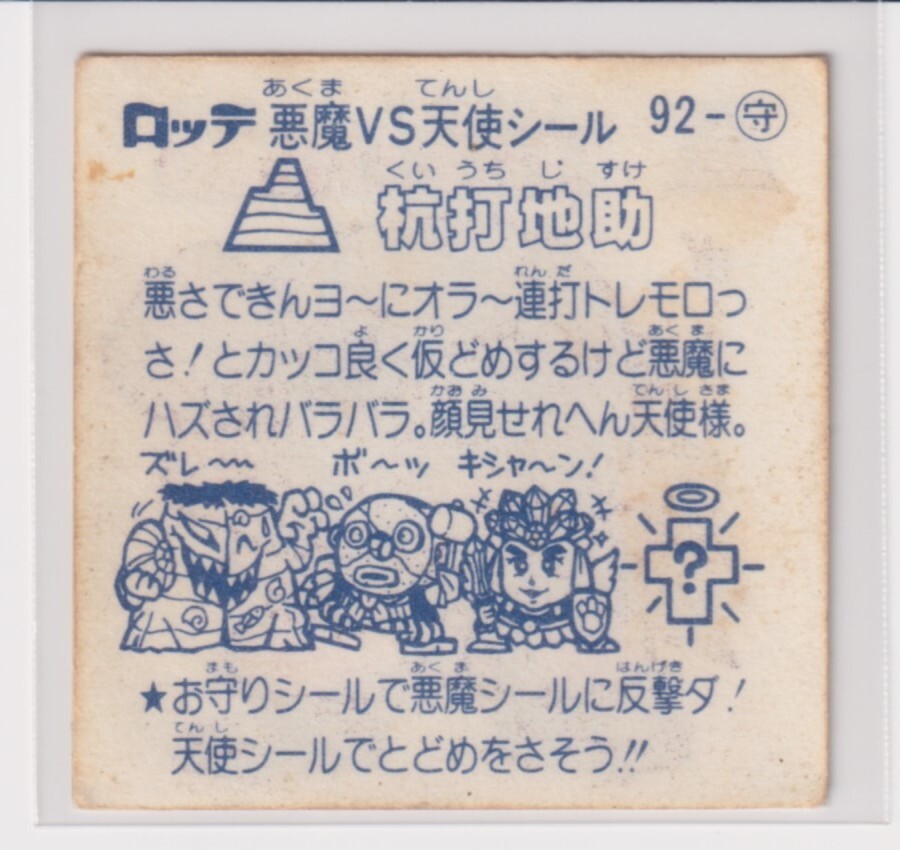 あくま てんし
ロッテ 悪魔VS天使シール 92-守
くい うち じ すけ
杭打地助
わる れん だ
悪さできんヨ〜にオラ〜連打トレモロっ
よ かり あく ま
さ!とカッコ良く仮どめするけど悪魔に
かお み てん し さま
ハズされバラバラ。顔見せれへん天使様。
ズレ〜 ボ〜ッ キシャ〜ン!
?
まも あく ま はんげき
★お守りシールで悪魔シールに反撃ダ!
てん し
天使シールでとどめをさそう!!